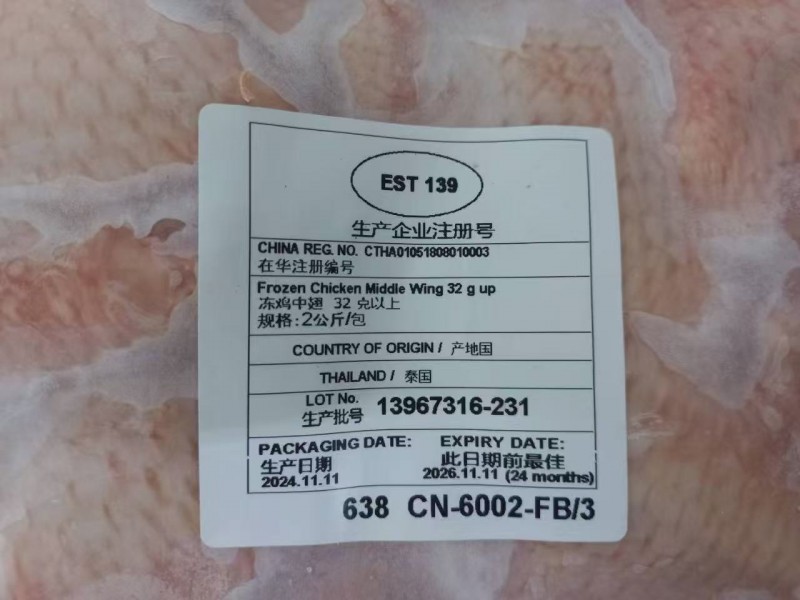 EST 139
生产企业注册号
CHINA REG. NO. CTHA01051808010003
在华注册编号
Frozen Chicken Middle Wing 32 g up
冻鸡中翅 32 克以上
规格:2公斤/包
COUNTRY OF ORIGIN / 产地国
THAILAND / 泰国
LOT No.
生产批号 13967316-231
PACKAGING DATE: EXPIRY DATE:
生产日期 此日期前最佳
2024.11.11 2026.11.11 (24 months)
638 CN-6002-FB/3